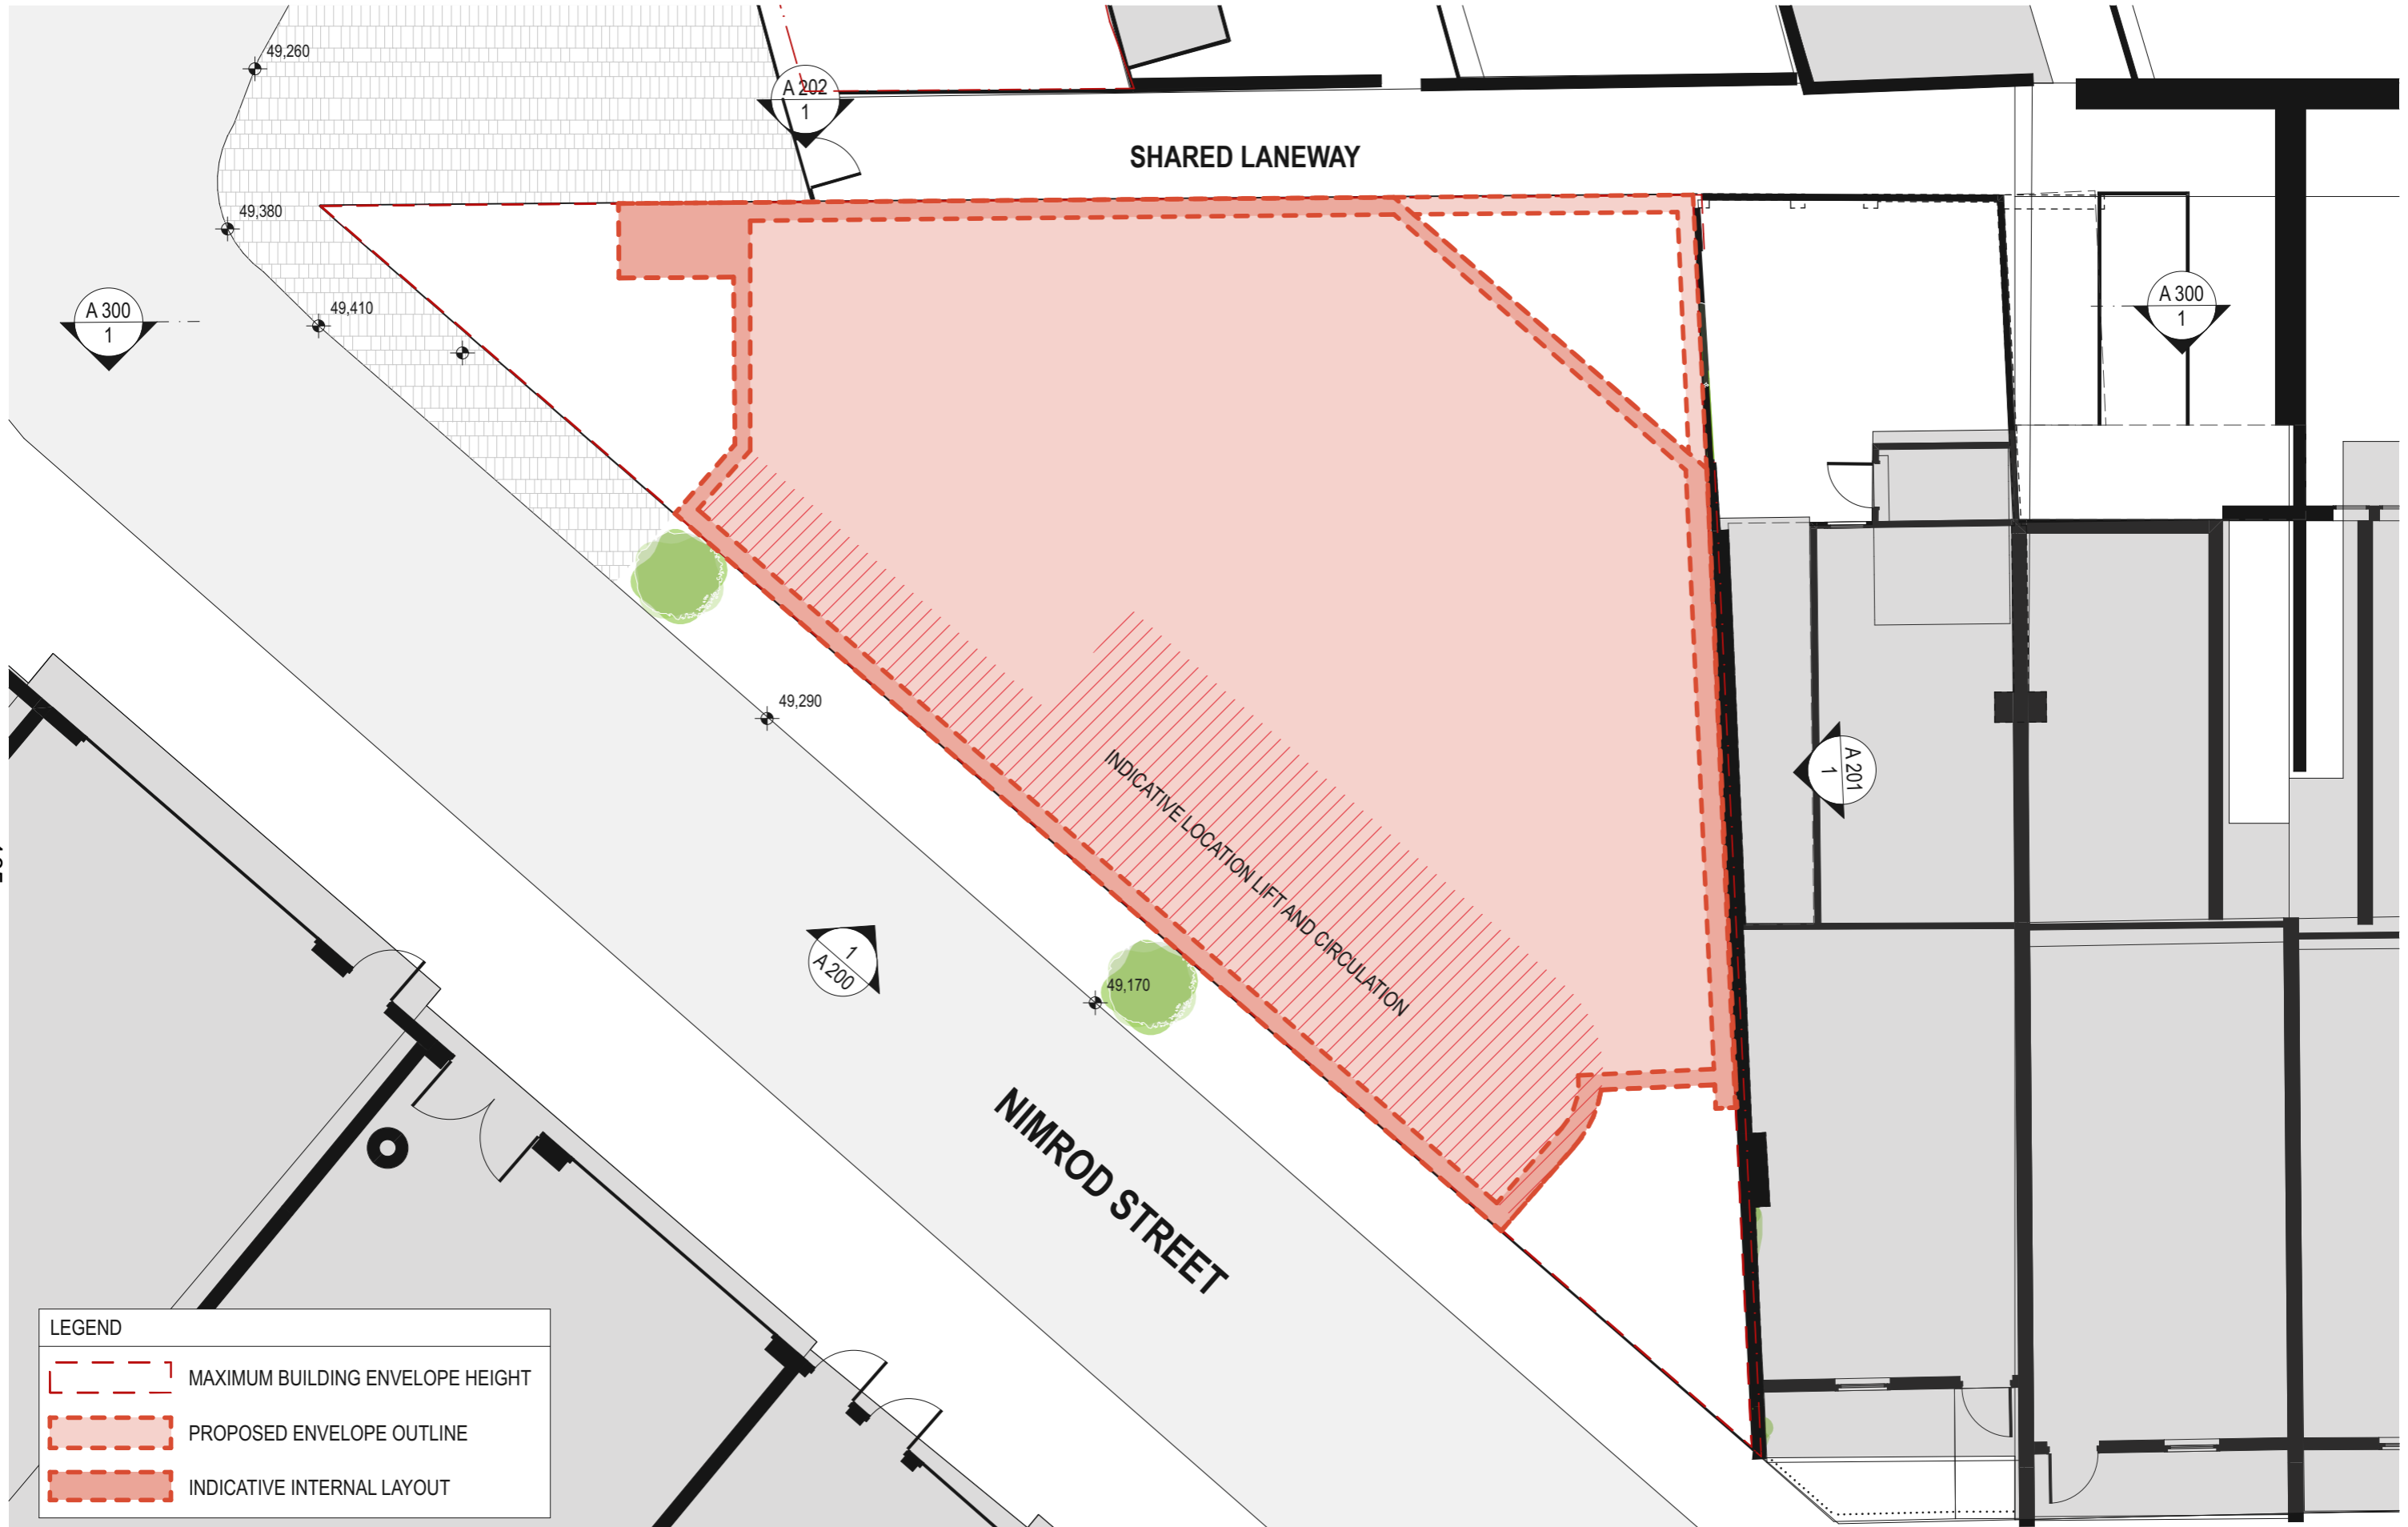 49,260
A 202
1
SHARED LANEWAY
49,380
A 300
1
49,410
A 300
1
49,290
INDICATIVE LOCATION LIFT AND CIRCULATION
A 201
1
1
A 200
49,170
NIMROD STREET
LEGEND
MAXIMUM BUILDING ENVELOPE HEIGHT
PROPOSED ENVELOPE OUTLINE
INDICATIVE INTERNAL LAYOUT